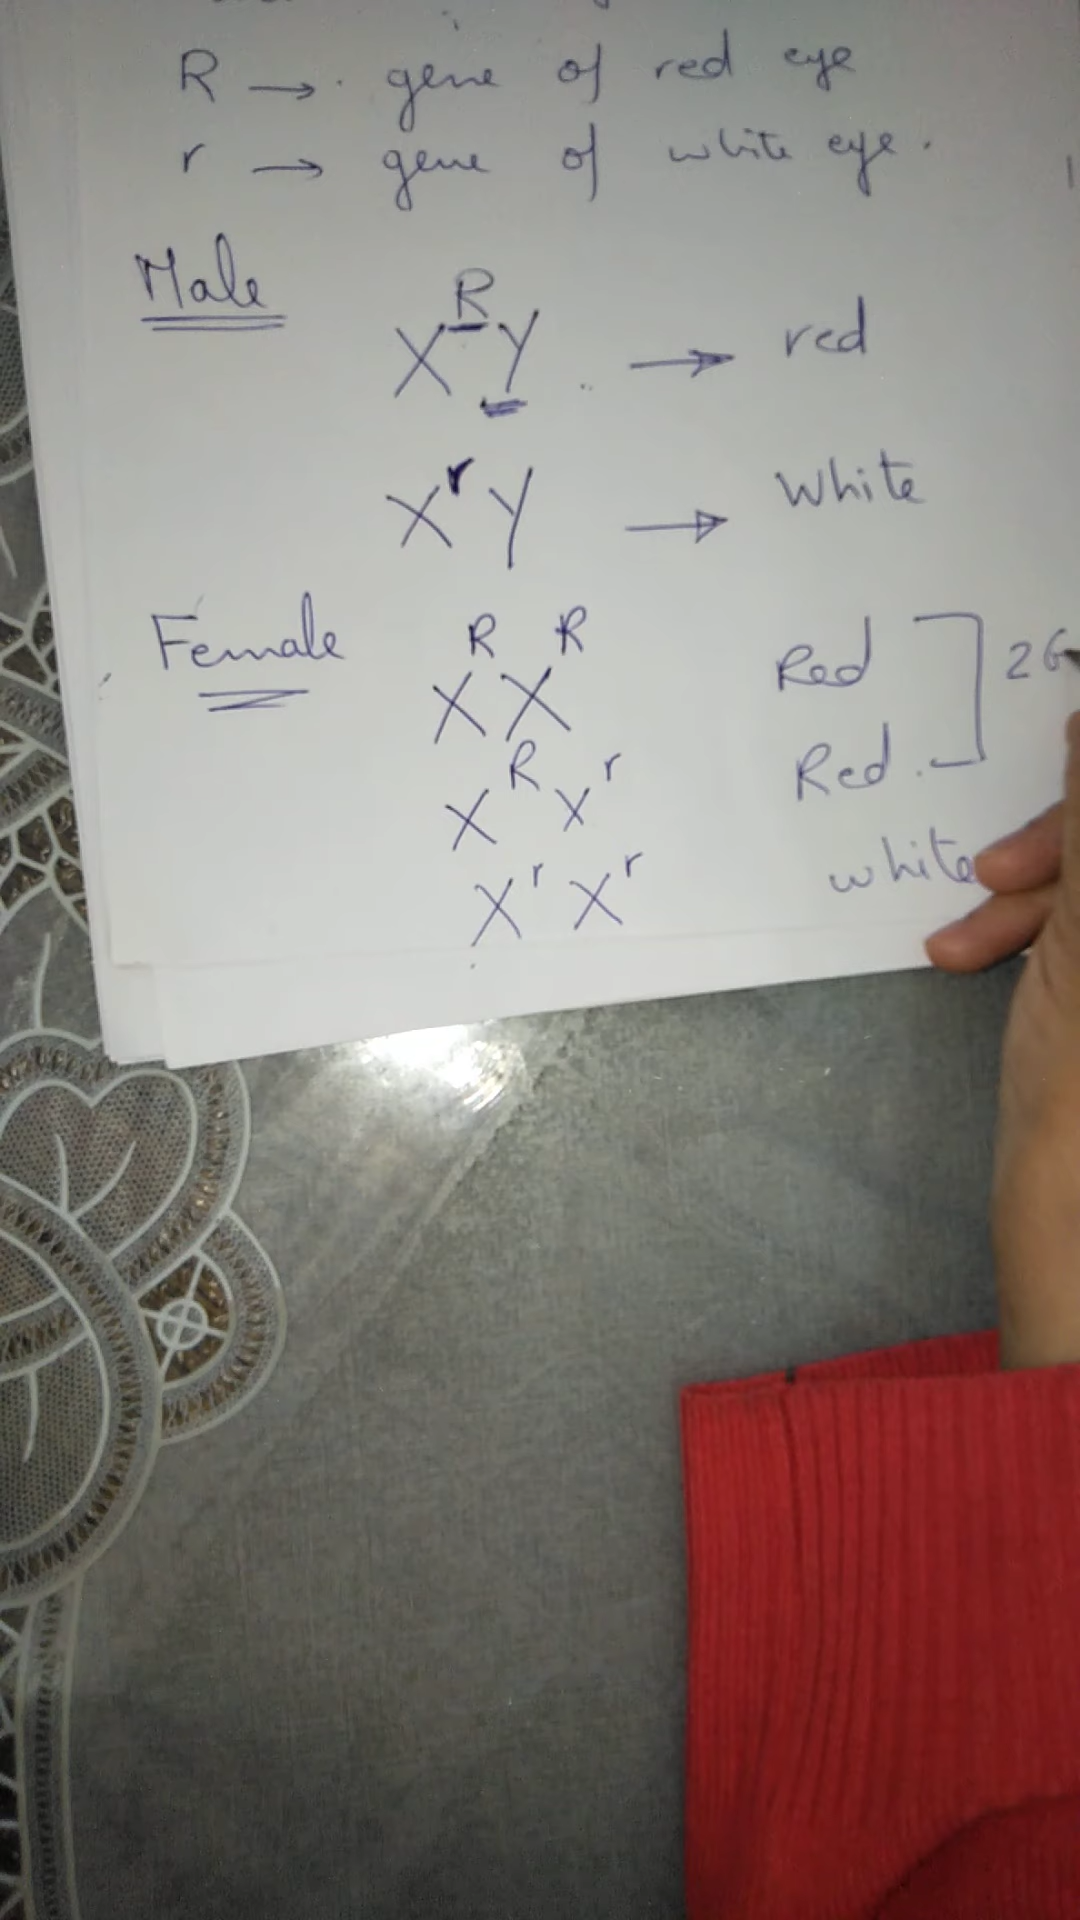 R → gene of red eye
r → gene of white eye.
Male
X^R Y → red
X^r Y → White
Female X^R X^R Red
X^R X^r Red.
X^r X^r white